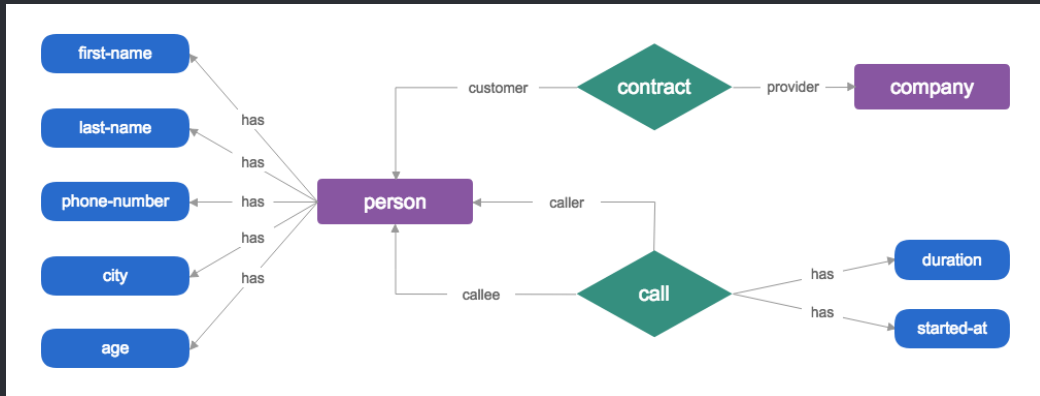 first-name
last-name
phone-number
city
age
has
has
has
has
has
person
customer
contract
provider
company
caller
callee
call
has
has
duration
started-at